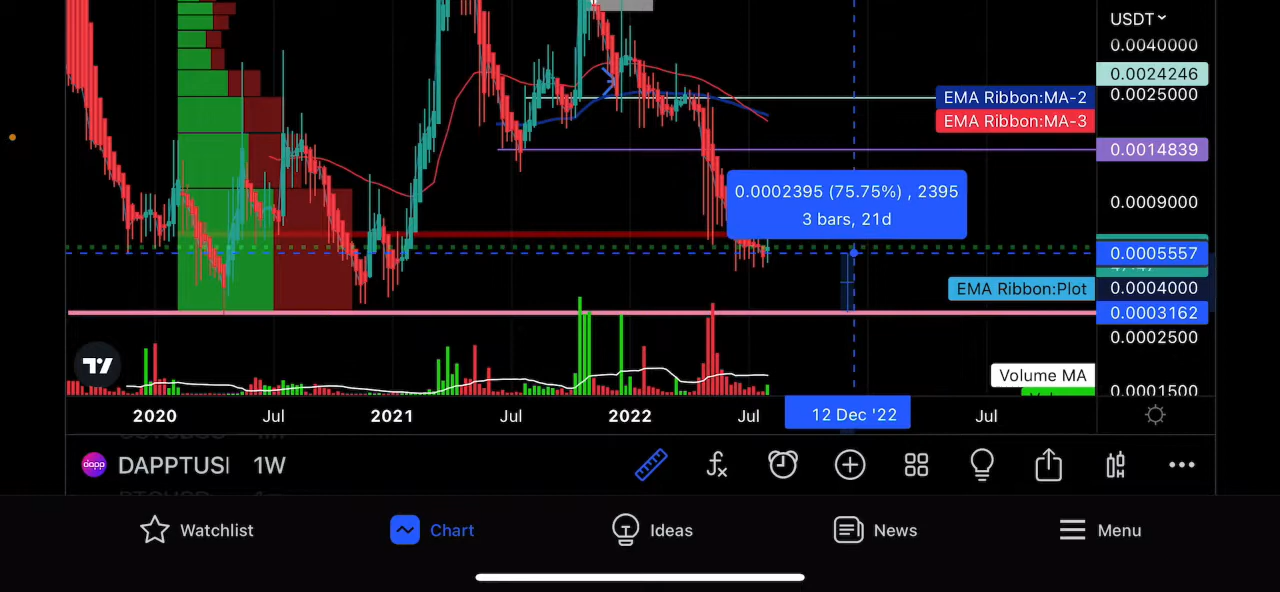 USDT
0.0040000
0.0024246
0.0025000
EMA Ribbon:MA-2
EMA Ribbon:MA-3
0.0014839
0.0002395 (75.75%) , 2395
3 bars, 21d
0.0009000
0.0005557
EMA Ribbon:Plot
0.0004000
0.0003162
0.0002500
Volume MA
0.0001500
2020 Jul 2021 Jul 2022 Jul 12 Dec '22 Jul
dapp DAPPTUSI 1W
Watchlist Chart Ideas News Menu